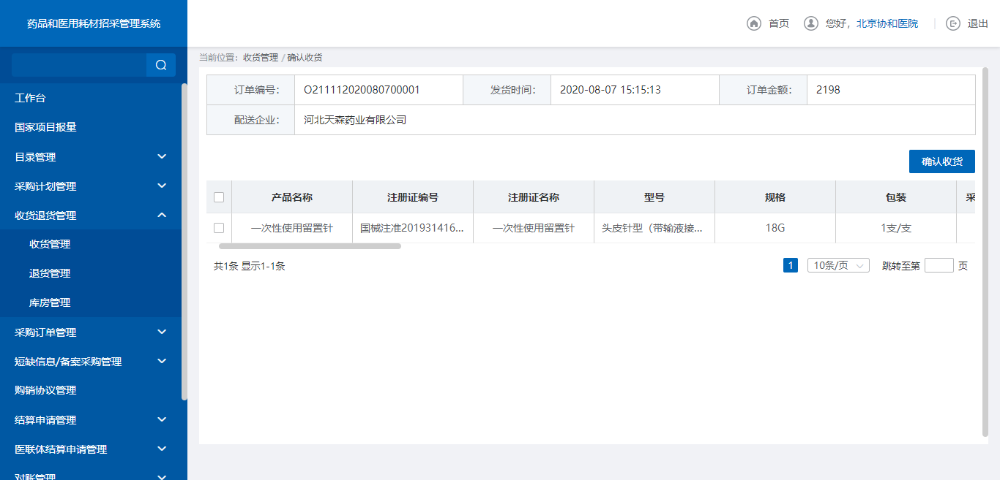 药品和医用耗材招采管理系统
首页
您好，北京协和医院
退出
工作台
国家项目报量
目录管理
采购计划管理
收货退货管理
收货管理
退货管理
库房管理
采购订单管理
短缺信息/备案采购管理
购销协议管理
结算申请管理
医联体结算申请管理
对账管理
当前位置： 收货管理 / 确认收货
订单编号： O211112020080700001 发货时间： 2020-08-07 15:15:13 订单金额： 2198
配送企业： 河北天森药业有限公司
确认收货
产品名称 注册证编号 注册证名称 型号 规格 包装 采
一次性使用留置针 国械注准201931416... 一次性使用留置针 头皮针型（带输液接... 18G 1支/支
共1条 显示1-1条 1 10条/页 跳转至第 页